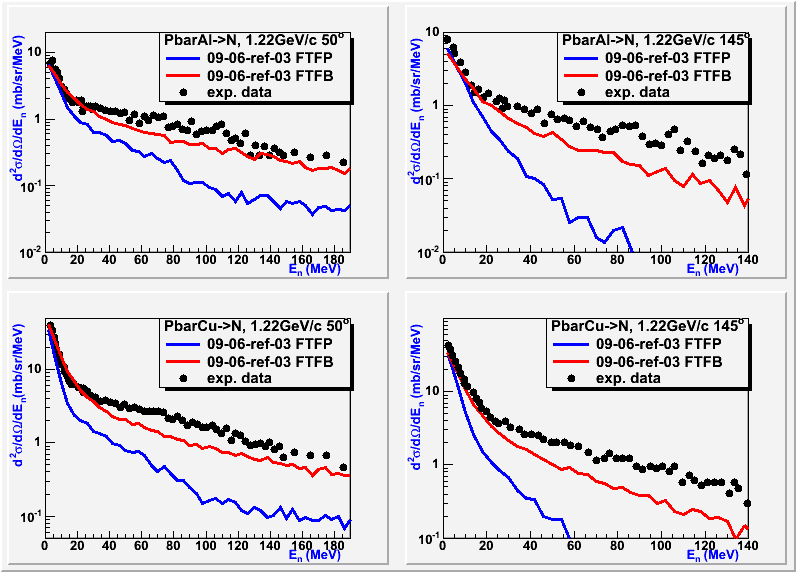 PbarAl->N, 1.22GeV/c 50°
09-06-ref-03 FTFP
09-06-ref-03 FTFB
exp. data
d²σ/dΩ/dEₙ (mb/sr/MeV)
10
1
10⁻¹
10⁻²
0 20 40 60 80 100 120 140 160 180
Eₙ (MeV)
PbarAl->N, 1.22GeV/c 145°
09-06-ref-03 FTFP
09-06-ref-03 FTFB
exp. data
d²σ/dΩ/dEₙ (mb/sr/MeV)
10
1
10⁻¹
10⁻²
0 20 40 60 80 100 120 140
Eₙ (MeV)
PbarCu->N, 1.22GeV/c 50°
09-06-ref-03 FTFP
09-06-ref-03 FTFB
exp. data
d²σ/dΩ/dEₙ(mb/sr/MeV)
10
1
10⁻¹
0 20 40 60 80 100 120 140 160 180
Eₙ (MeV)
PbarCu->N, 1.22GeV/c 145°
09-06-ref-03 FTFP
09-06-ref-03 FTFB
exp. data
d²σ/dΩ/dEₙ (mb/sr/MeV)
10
1
10⁻¹
0 20 40 60 80 100 120 140
Eₙ (MeV)